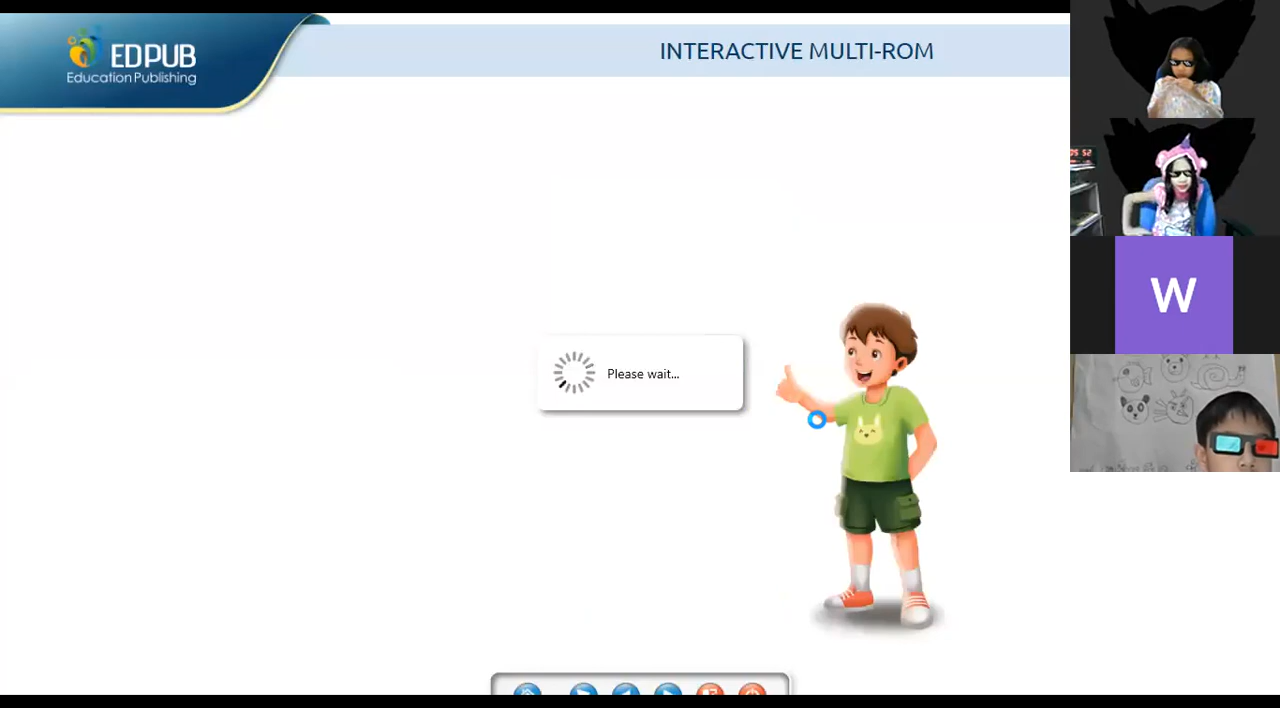 EDPUB
Education Publishing
INTERACTIVE MULTI-ROM
Please wait...
W